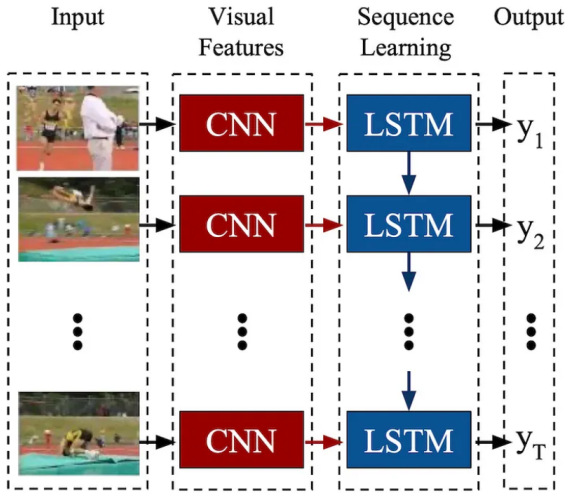 Input
Visual
Features
Sequence
Learning
Output
CNN
LSTM
y1
CNN
LSTM
y2
CNN
LSTM
yT